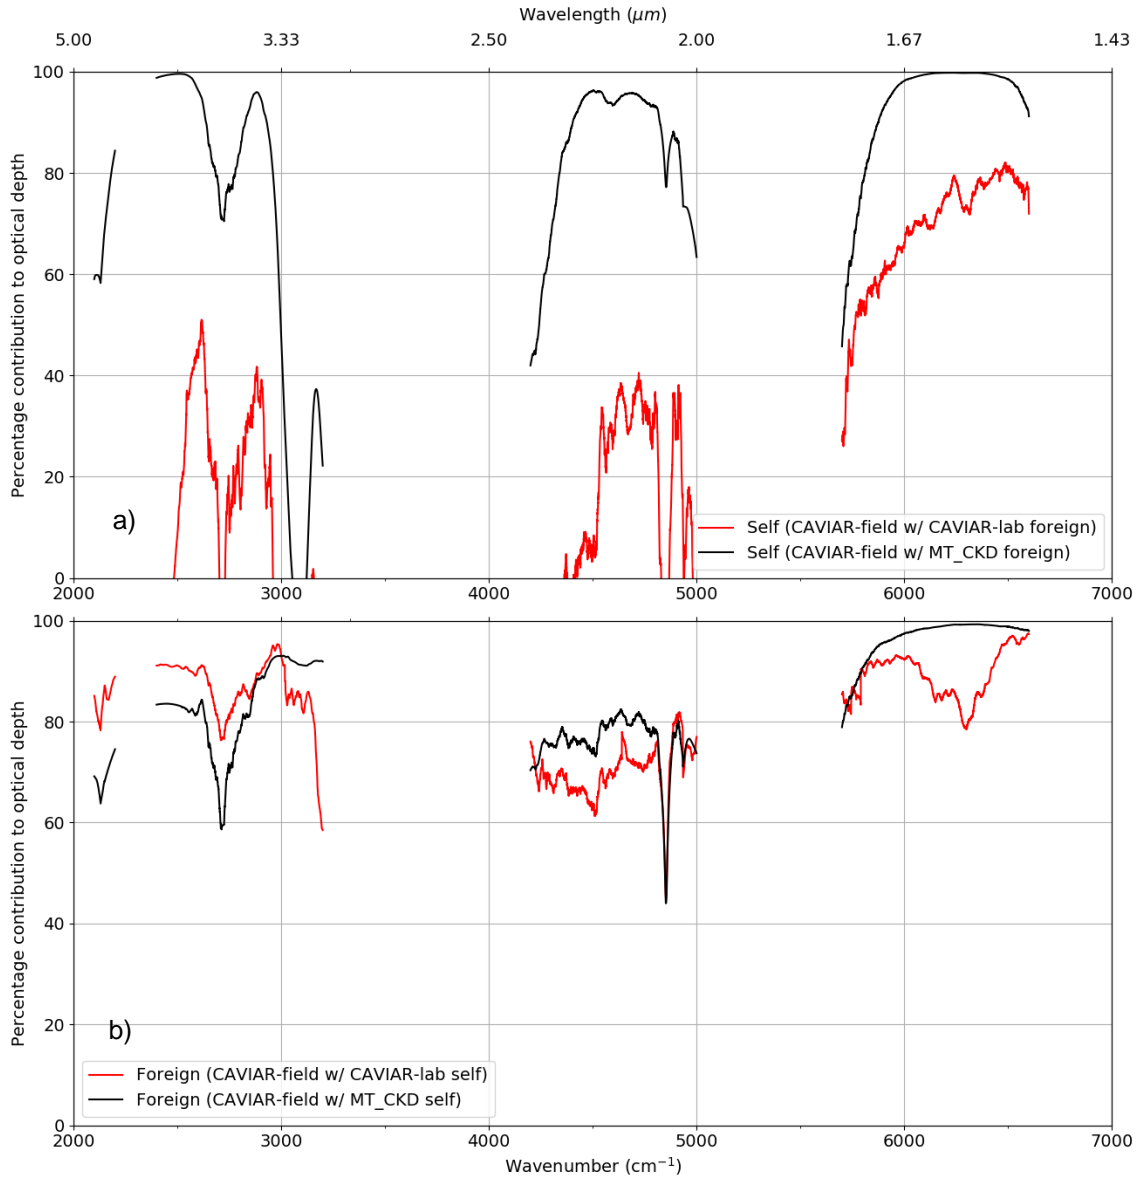 Wavelength (μm)
5.00 3.33 2.50 2.00 1.67 1.43
100
80
60
40
20
0
Percentage contribution to optical depth
a)
Self (CAVIAR-field w/ CAVIAR-lab foreign)
Self (CAVIAR-field w/ MT_CKD foreign)
2000 3000 4000 5000 6000 7000
100
80
60
40
20
0
Percentage contribution to optical depth
b)
Foreign (CAVIAR-field w/ CAVIAR-lab self)
Foreign (CAVIAR-field w/ MT_CKD self)
2000 3000 4000 5000 6000 7000
Wavenumber (cm⁻¹)